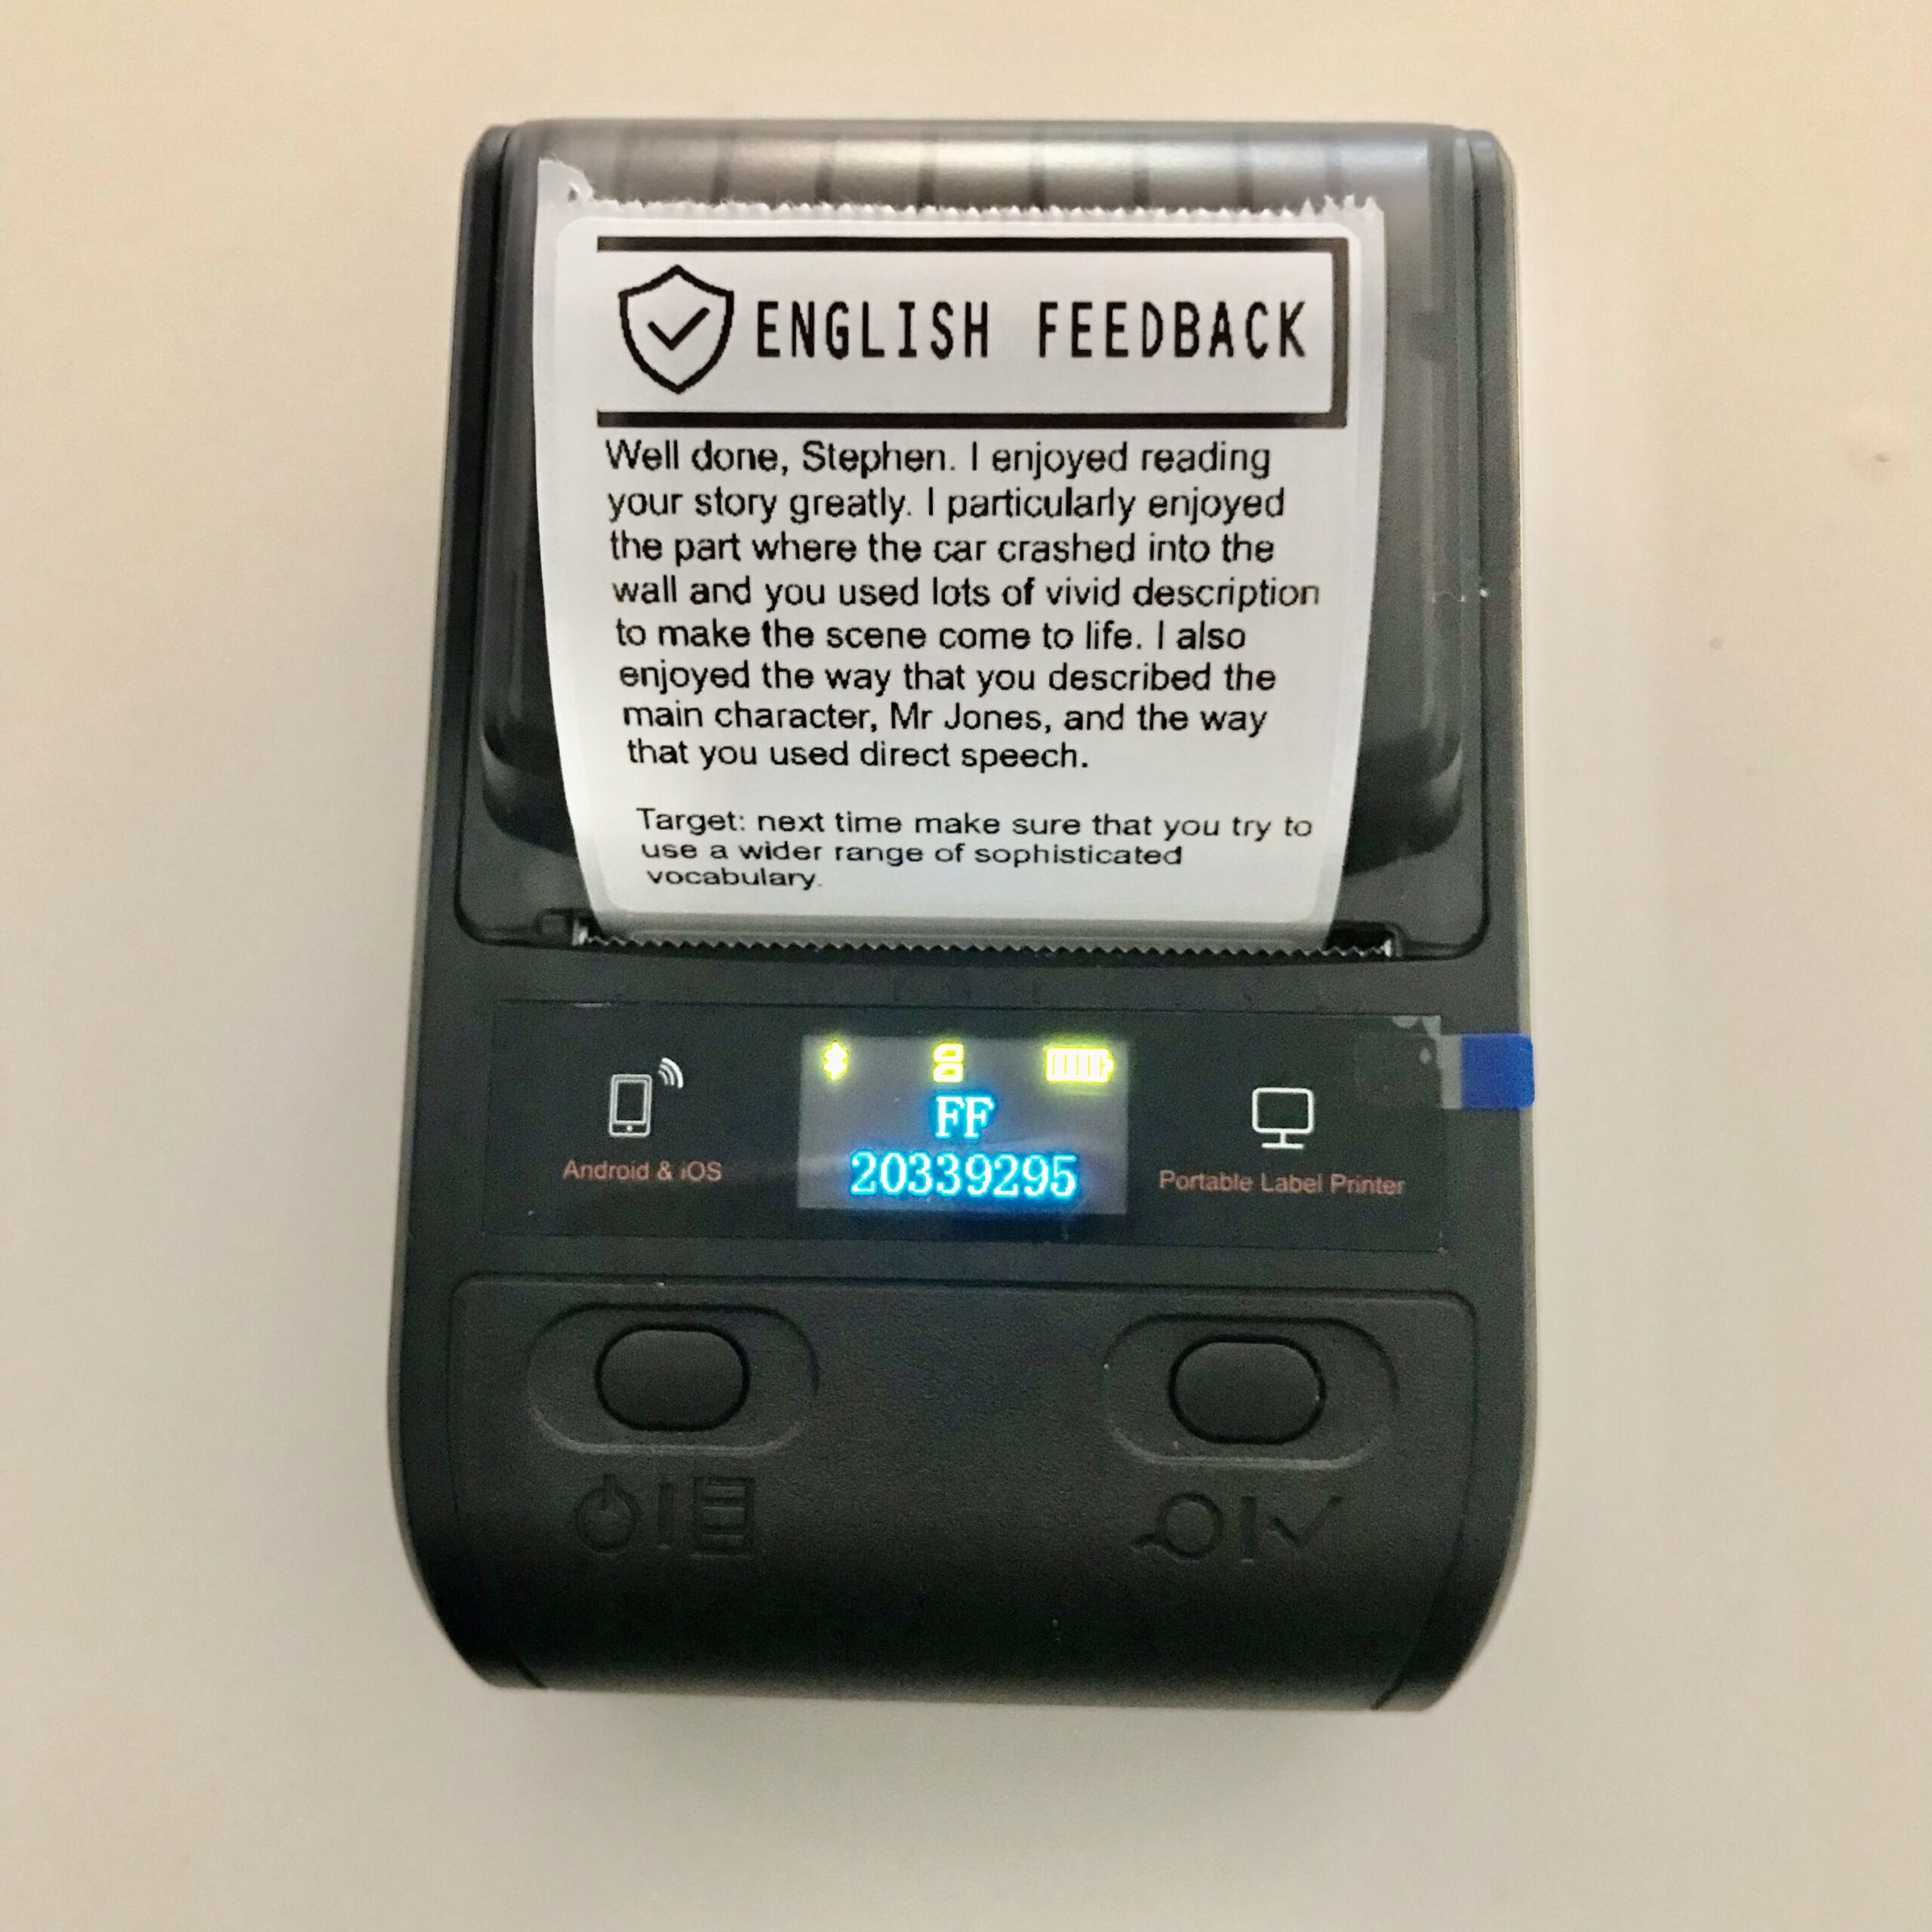 ENGLISH FEEDBACK
Well done, Stephen. I enjoyed reading
your story greatly. I particularly enjoyed
the part where the car crashed into the
wall and you used lots of vivid description
to make the scene come to life. I also
enjoyed the way that you described the
main character, Mr Jones, and the way
that you used direct speech.
Target: next time make sure that you try to
use a wider range of sophisticated
vocabulary.
FF
20339295
Android & iOS
Portable Label Printer